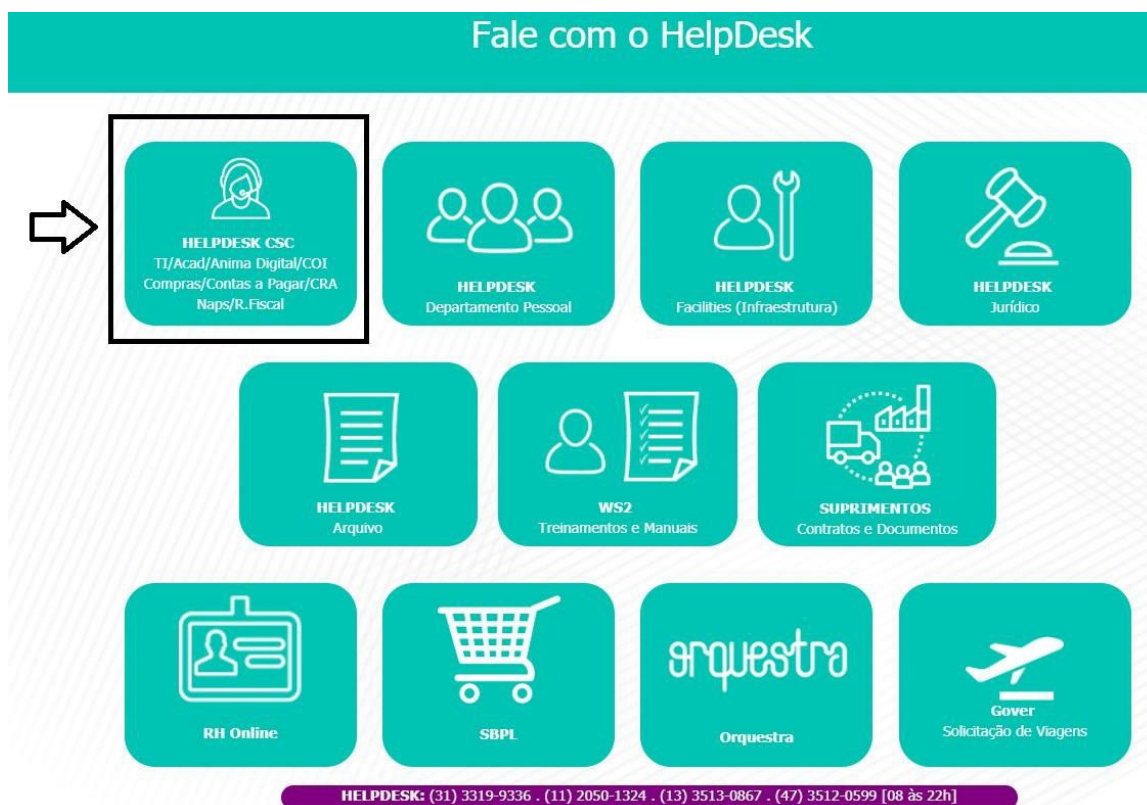 Fale com o HelpDesk
HELPDESK CSC
TI/Acad/Anima Digital/COI
Compras/Contas a Pagar/CRA
Naps/R.Fiscal
HELPDESK
Departamento Pessoal
HELPDESK
Facilities (Infraestrutura)
HELPDESK
Jurídico
HELPDESK
Arquivo
WS2
Treinamentos e Manuais
SUPRIMENTOS
Contratos e Documentos
RH Online
SBPL
orquestra
Orquestra
Gover
Solicitação de Viagens
HELPDESK: (31) 3319-9336 . (11) 2050-1324 . (13) 3513-0867 . (47) 3512-0599 [08 às 22h]